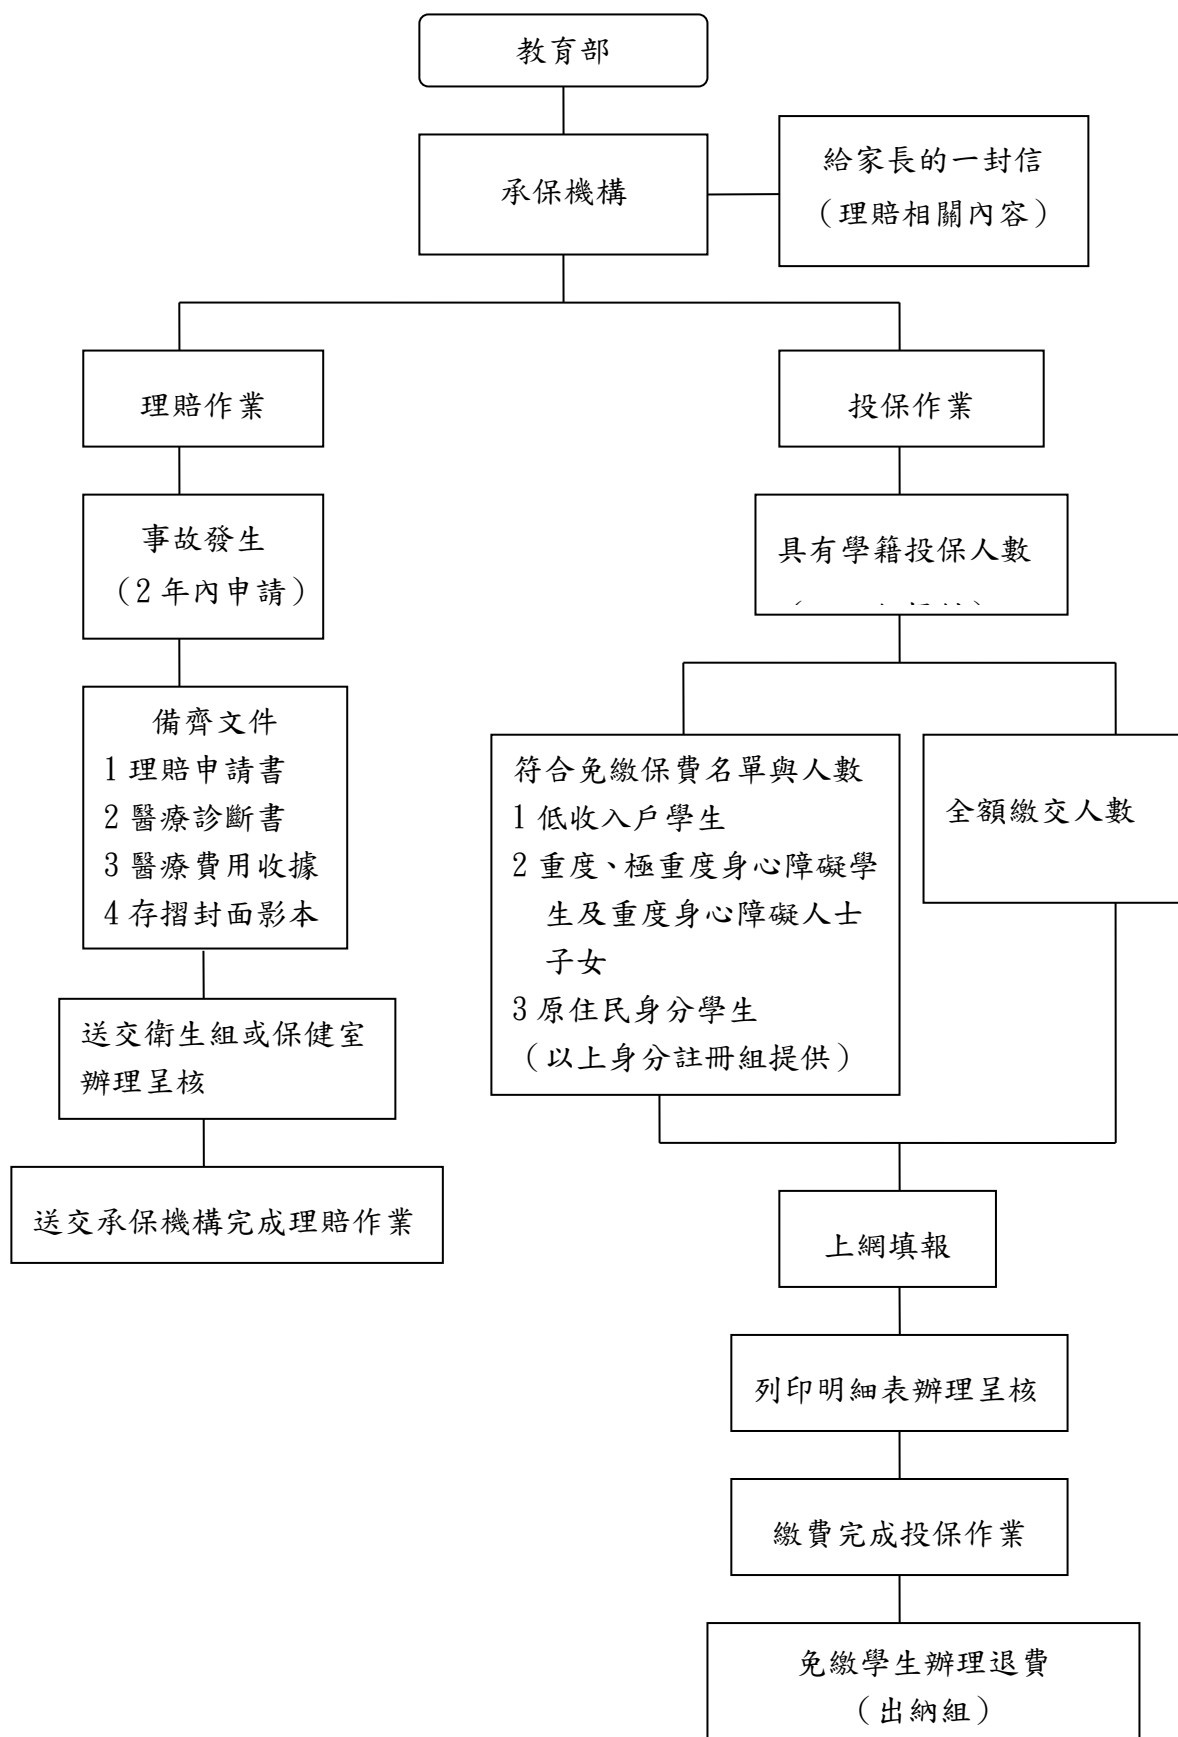 教育部
承保機構
給家長的一封信
（理賠相關內容）
理賠作業
事故發生
（2 年內申請）
備齊文件
1 理賠申請書
2 醫療診斷書
3 醫療費用收據
4 存摺封面影本
送交衛生組或保健室
辦理呈核
送交承保機構完成理賠作業
投保作業
具有學籍投保人數
符合免繳保費名單與人數
1 低收入戶學生
2 重度、極重度身心障礙學
生及重度身心障礙人士
子女
3 原住民身分學生
（以上身分註冊組提供）
全額繳交人數
上網填報
列印明細表辦理呈核
繳費完成投保作業
免繳學生辦理退費
（出納組）